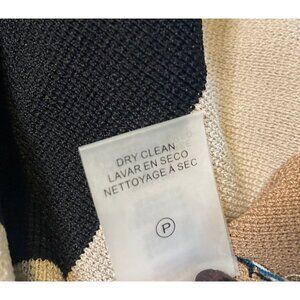 DRY CLEAN
LAVAR EN SECO
NETTOYAGE À SEC
P